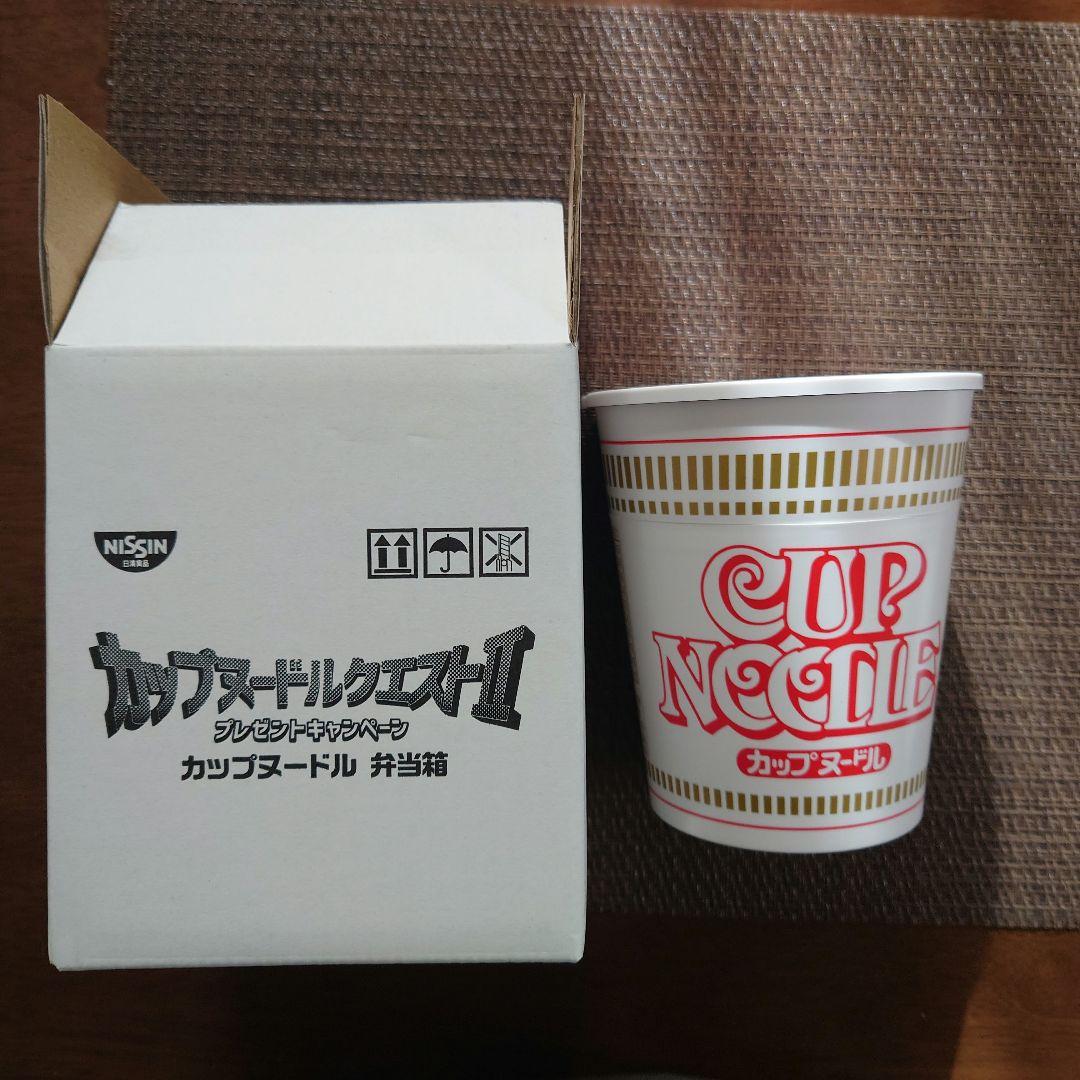 NISSIN
日清食品
カップヌードルクエストII
プレゼントキャンペーン
カップヌードル 弁当箱
CUP
NOODLE
カップヌードル